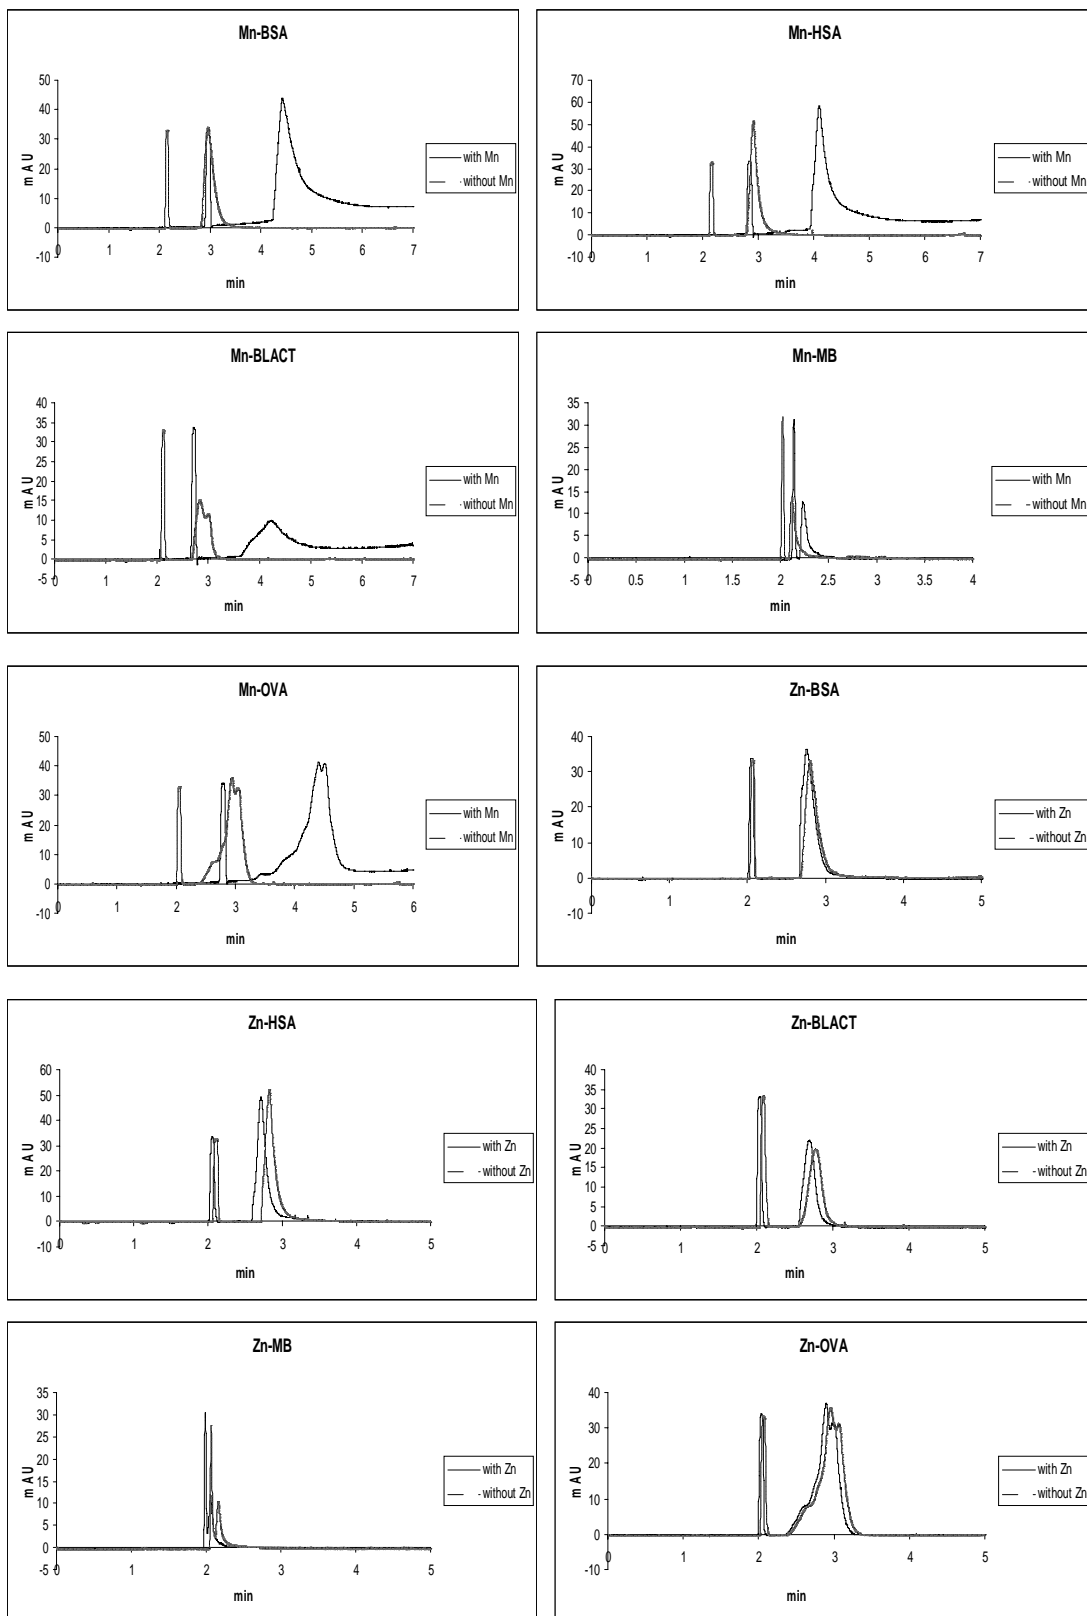 Mn-BSA
50
40
30
20
10
0
-10
mAU
0 1 2 3 4 5 6 7
min
with Mn
without Mn
Mn-HSA
70
60
50
40
30
20
10
0
-10
mAU
0 1 2 3 4 5 6 7
min
with Mn
without Mn
Mn-BLACT
40
35
30
25
20
15
10
5
0
-5
mAU
0 1 2 3 4 5 6 7
min
with Mn
without Mn
Mn-MB
35
30
25
20
15
10
5
0
-5
mAU
0 0.5 1 1.5 2 2.5 3 3.5 4
min
with Mn
without Mn
Mn-OVA
50
40
30
20
10
0
-10
mAU
0 1 2 3 4 5 6
min
with Mn
without Mn
Zn-BSA
40
30
20
10
0
-10
mAU
0 1 2 3 4 5
min
with Zn
without Zn
Zn-HSA
60
50
40
30
20
10
0
-10
mAU
0 1 2 3 4 5
min
with Zn
without Zn
Zn-BLACT
40
35
30
25
20
15
10
5
0
-5
mAU
0 1 2 3 4 5
min
with Zn
without Zn
Zn-MB
35
30
25
20
15
10
5
0
-5
mAU
0 1 2 3 4 5
min
with Zn
without Zn
Zn-OVA
40
30
20
10
0
-10
mAU
0 1 2 3 4 5
min
with Zn
without Zn